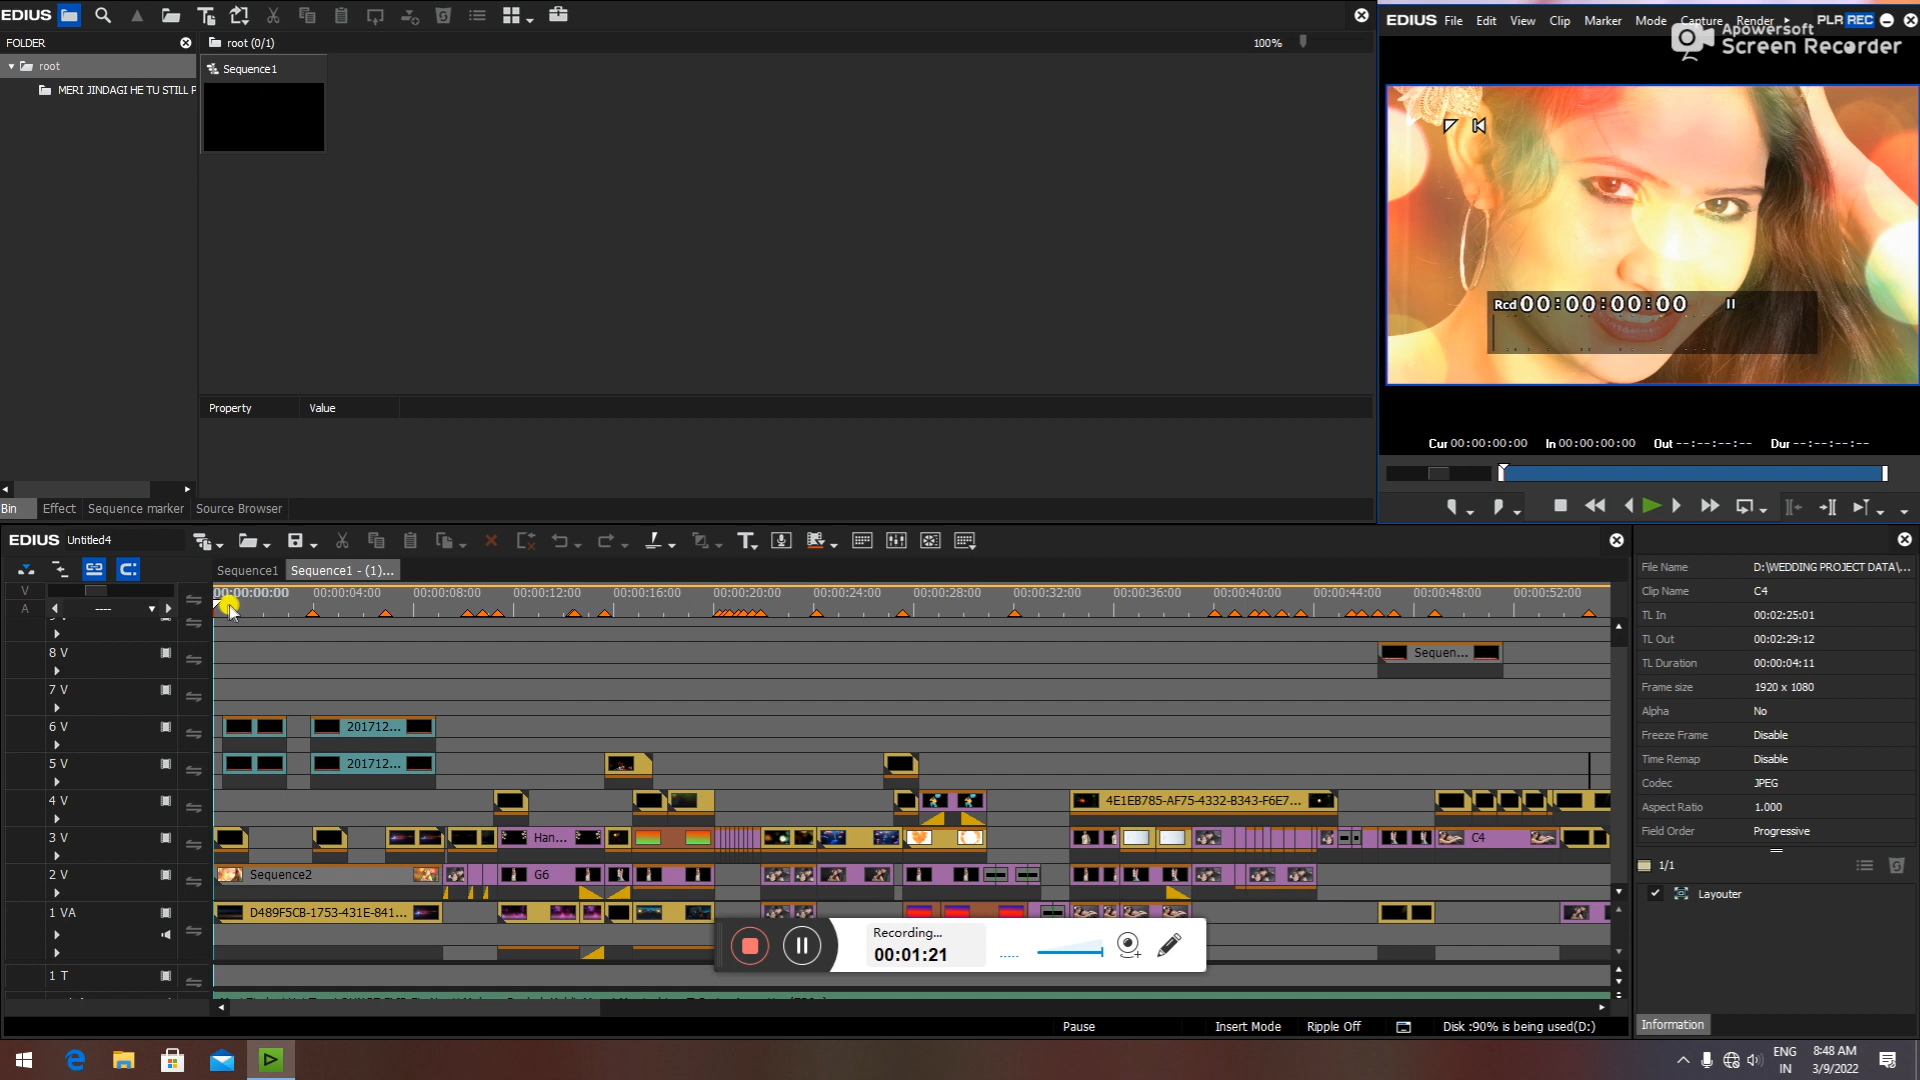 EDIUS
FOLDER
root (0/1)
100%
root
MERI JINDAGI HE TU STILL P
Sequence1
Property Value
Bin Effect Sequence marker Source Browser
EDIUS File Edit View Clip Marker Mode Capture Render PLR REC
Apowersoft
Screen Recorder
Rcd 00:00:00:00
Cur 00:00:00:00 In 00:00:00:00 Out --:--:--:-- Dur --:--:--:--
EDIUS Untitled4
Sequence1 Sequence1 - (1)...
V
A ----
00:00:00:00 00:00:04:00 00:00:08:00 00:00:12:00 00:00:16:00 00:00:20:00 00:00:24:00 00:00:28:00 00:00:32:00 00:00:36:00 00:00:40:00 00:00:44:00 00:00:48:00 00:00:52:00
8 V
Sequen...
7 V
6 V
201712...
5 V
201712...
4 V
4E1EB785-AF75-4332-B343-F6E7...
3 V
Han...
C4
2 V
Sequence2
G6
1 VA
D489F5CB-1753-431E-841...
1 T
Recording...
00:01:21
Pause Insert Mode Ripple Off Disk :90% is being used(D:)
File Name D:\WEDDING PROJECT DATA\...
Clip Name C4
TL In 00:02:25:01
TL Out 00:02:29:12
TL Duration 00:00:04:11
Frame size 1920 x 1080
Alpha No
Freeze Frame Disable
Time Remap Disable
Codec JPEG
Aspect Ratio 1.000
Field Order Progressive
1/1
Layouter
Information
ENG
IN
8:48 AM
3/9/2022